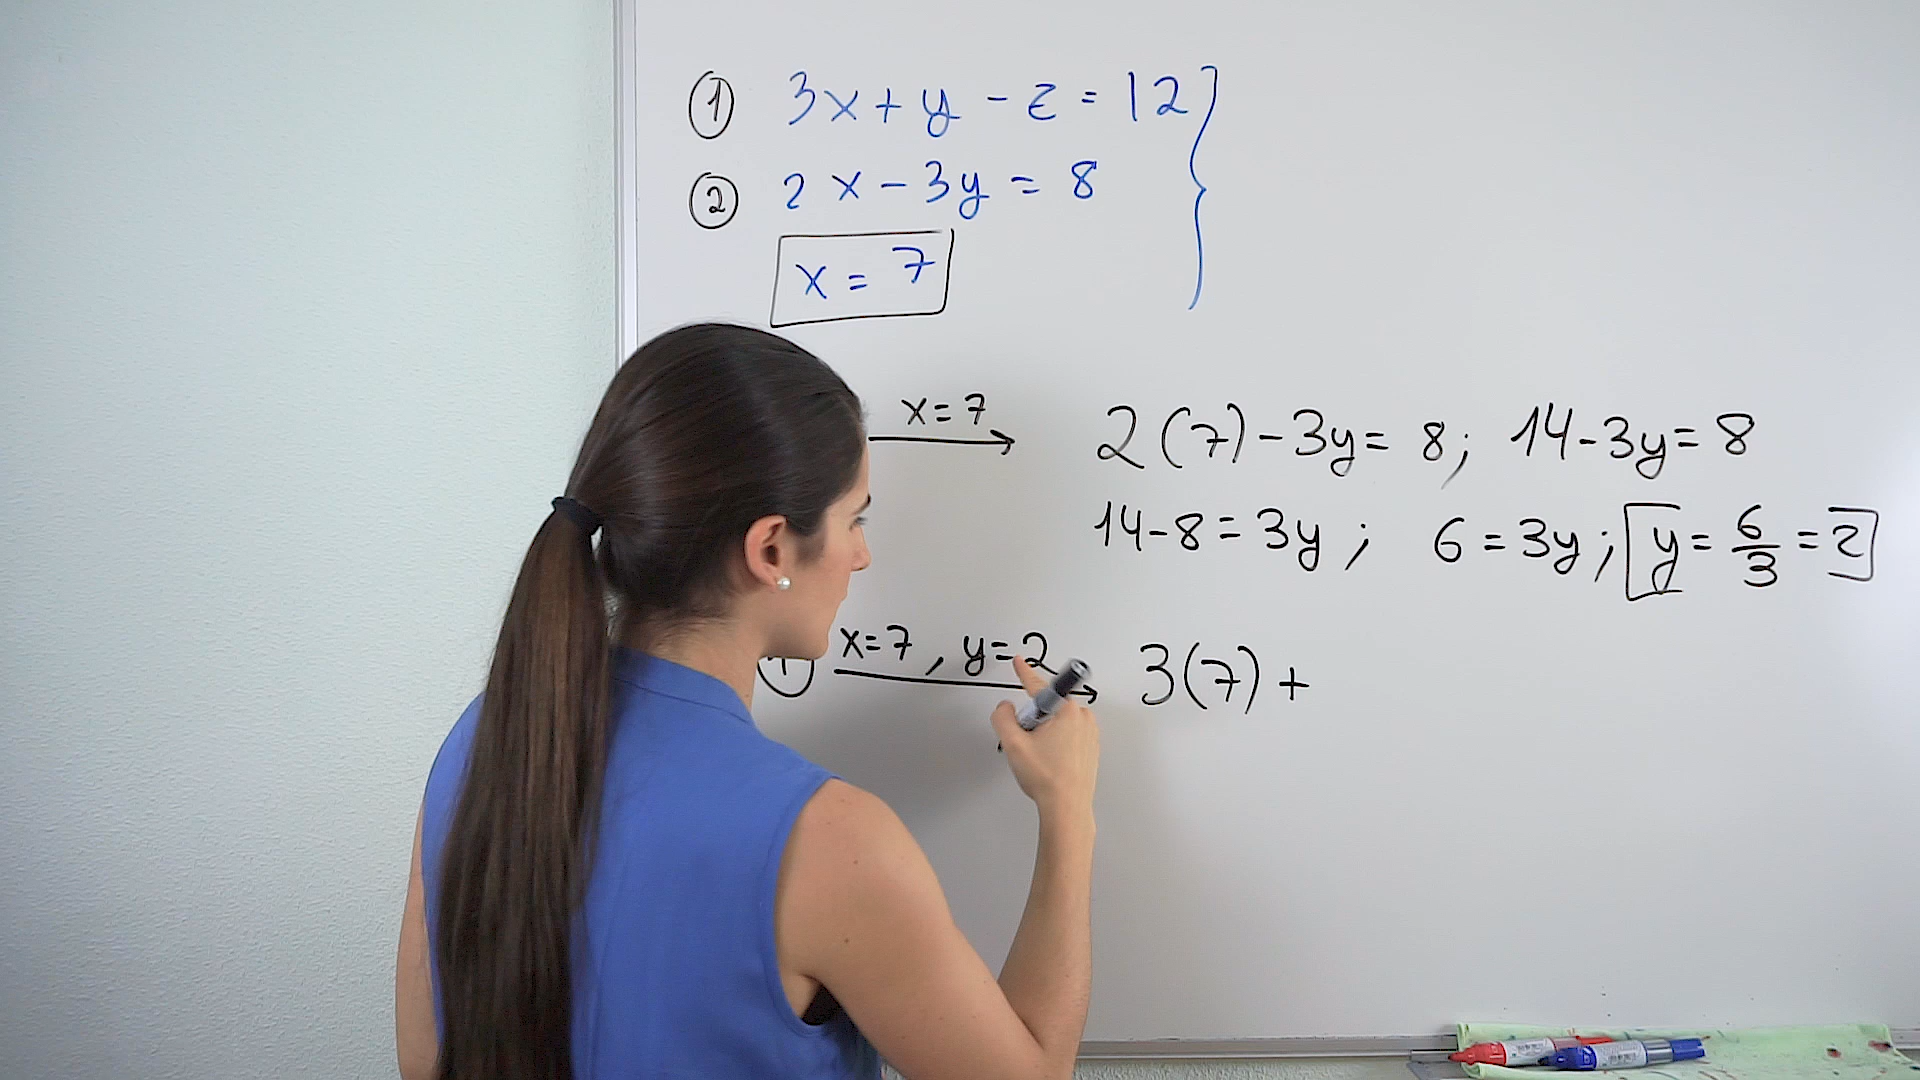 ① 3x + y - z = 12
② 2x - 3y = 8
x = 7
x=7 2(7) - 3y = 8; 14 - 3y = 8
14 - 8 = 3y; 6 = 3y; y = 6/3 = 2
① x=7, y=2 3(7) +